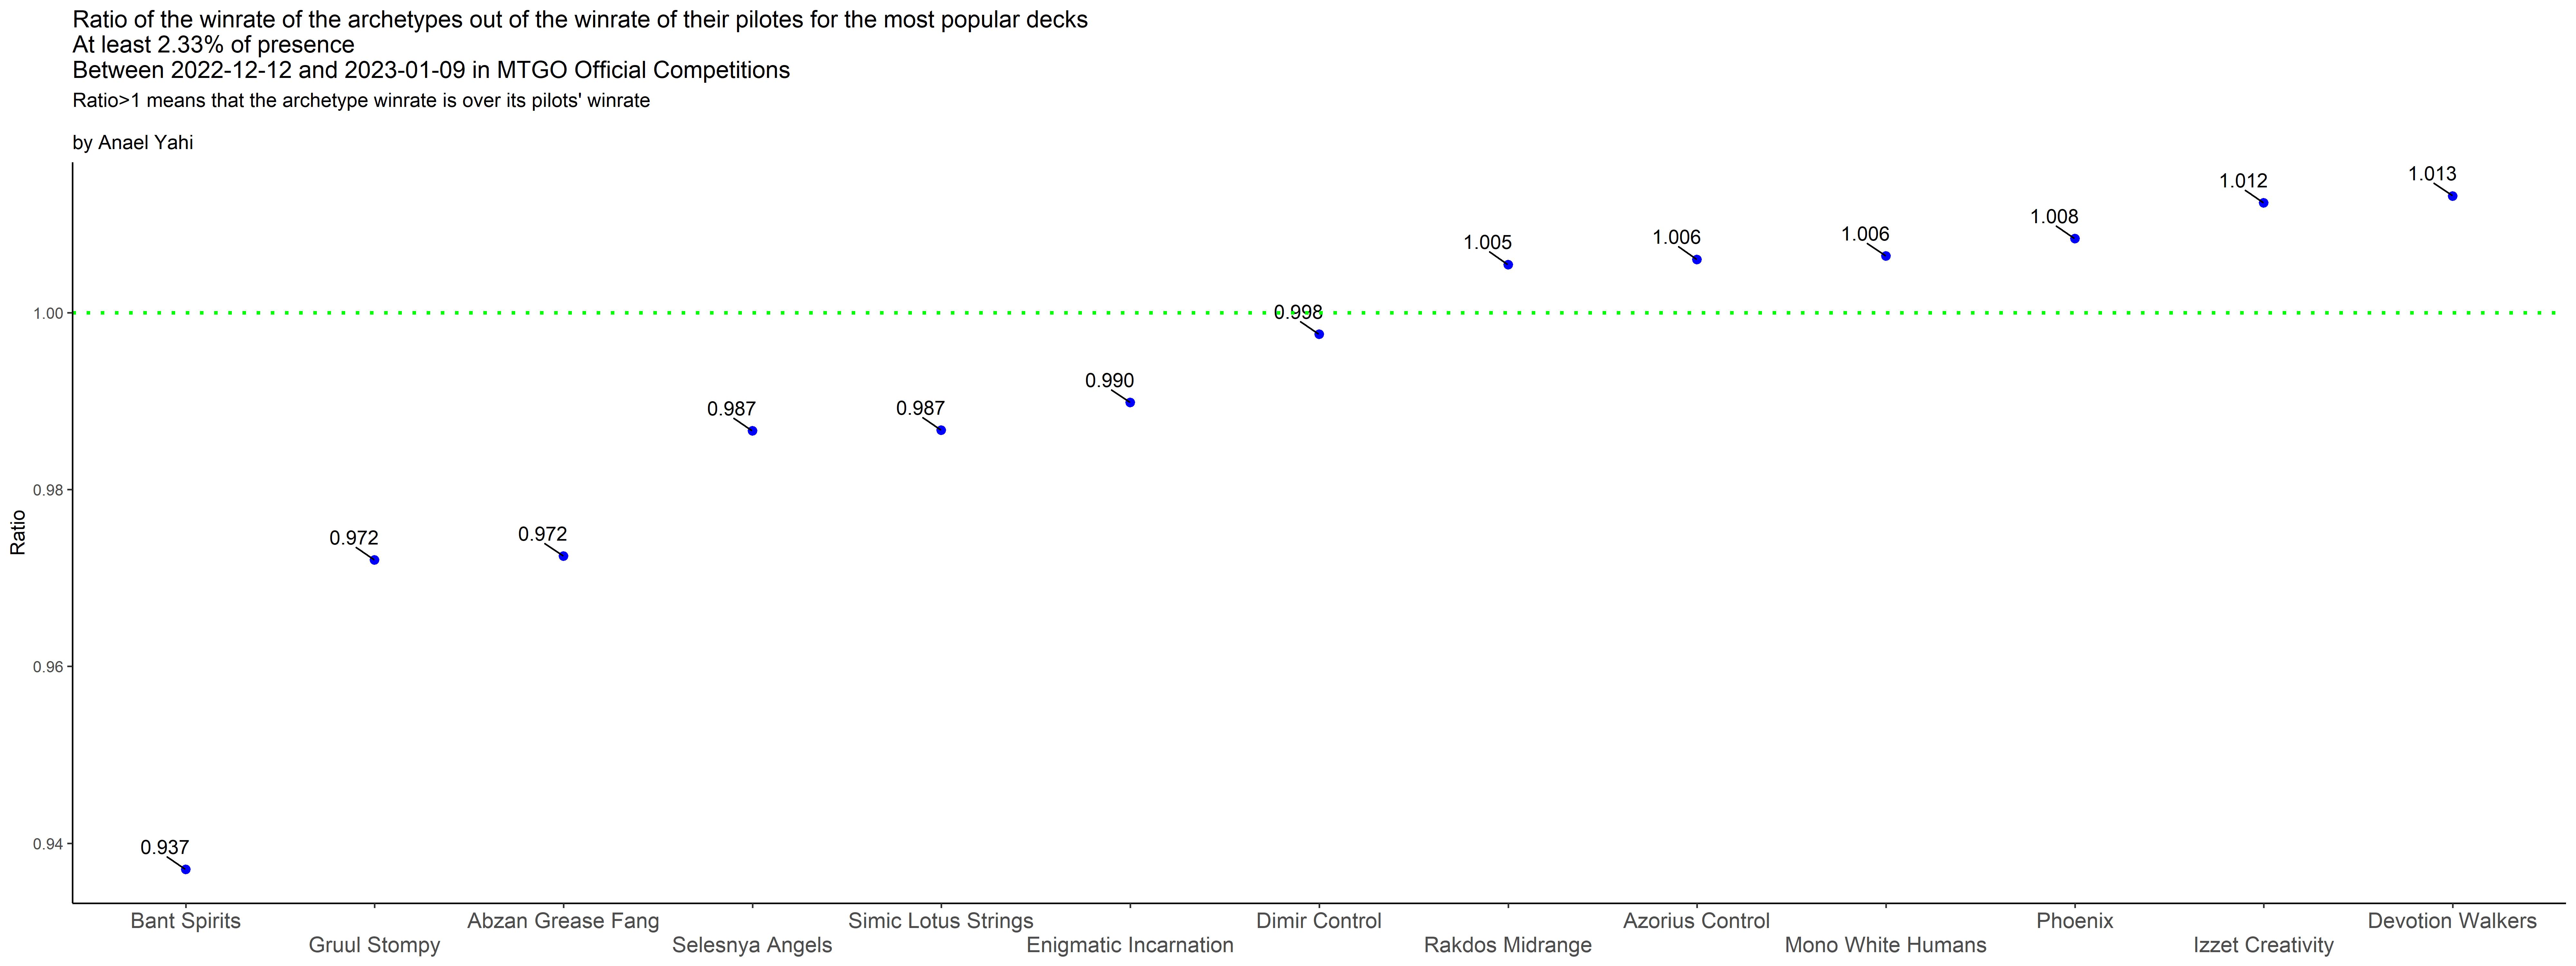 Ratio of the winrate of the archetypes out of the winrate of their pilotes for the most popular decks
At least 2.33% of presence
Between 2022-12-12 and 2023-01-09 in MTGO Official Competitions
Ratio>1 means that the archetype winrate is over its pilots' winrate
by Anael Yahi
1.013
1.012
1.008
1.006
1.006
1.005
1.00
0.998
0.990
0.987
0.987
0.98
Ratio
0.972
0.972
0.96
0.94
0.937
Bant Spirits
Gruul Stompy
Abzan Grease Fang
Selesnya Angels
Simic Lotus Strings
Enigmatic Incarnation
Dimir Control
Rakdos Midrange
Azorius Control
Mono White Humans
Phoenix
Izzet Creativity
Devotion Walkers